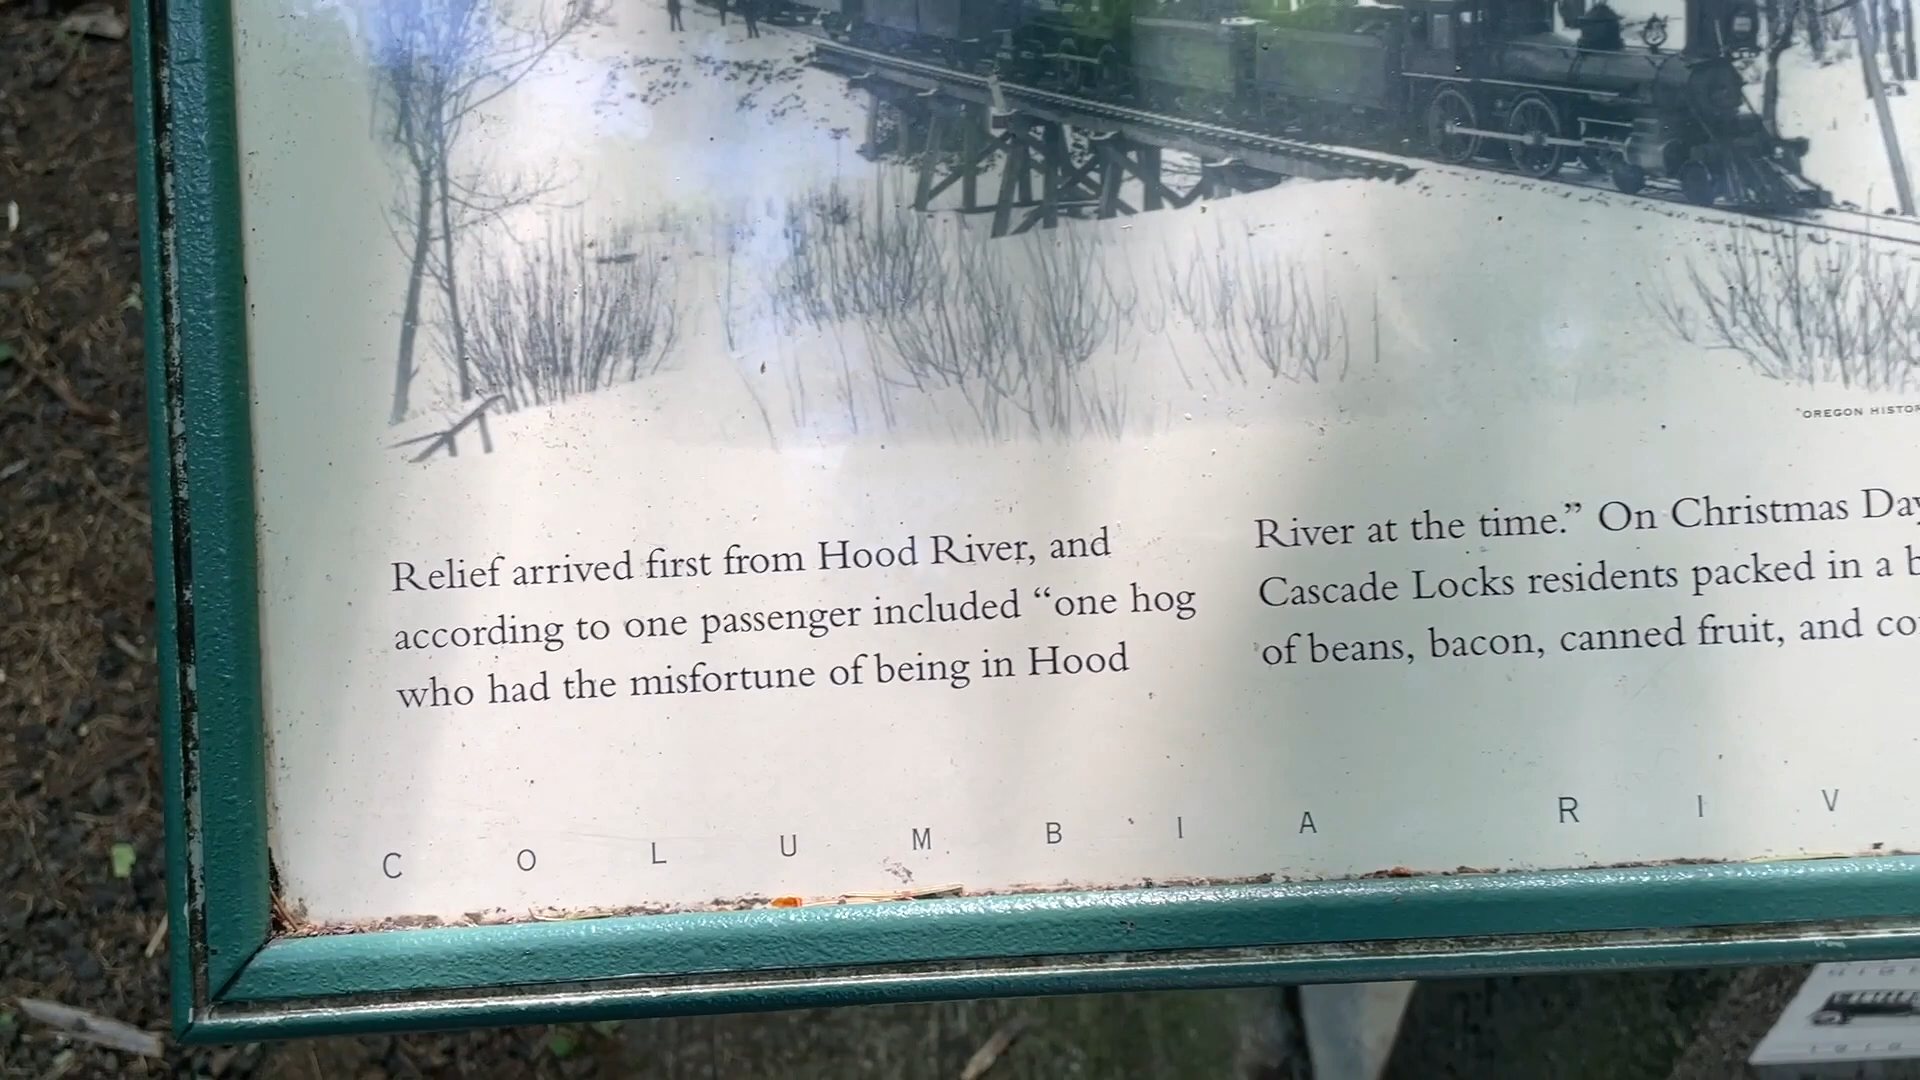 OREGON
Relief arrived first from Hood River, and
according to one passenger included “one hog
who had the misfortune of being in Hood
River at the time.” On Christmas Day
Cascade Locks residents packed in a
of beans, bacon, canned fruit, and
COLUMBIA RIV